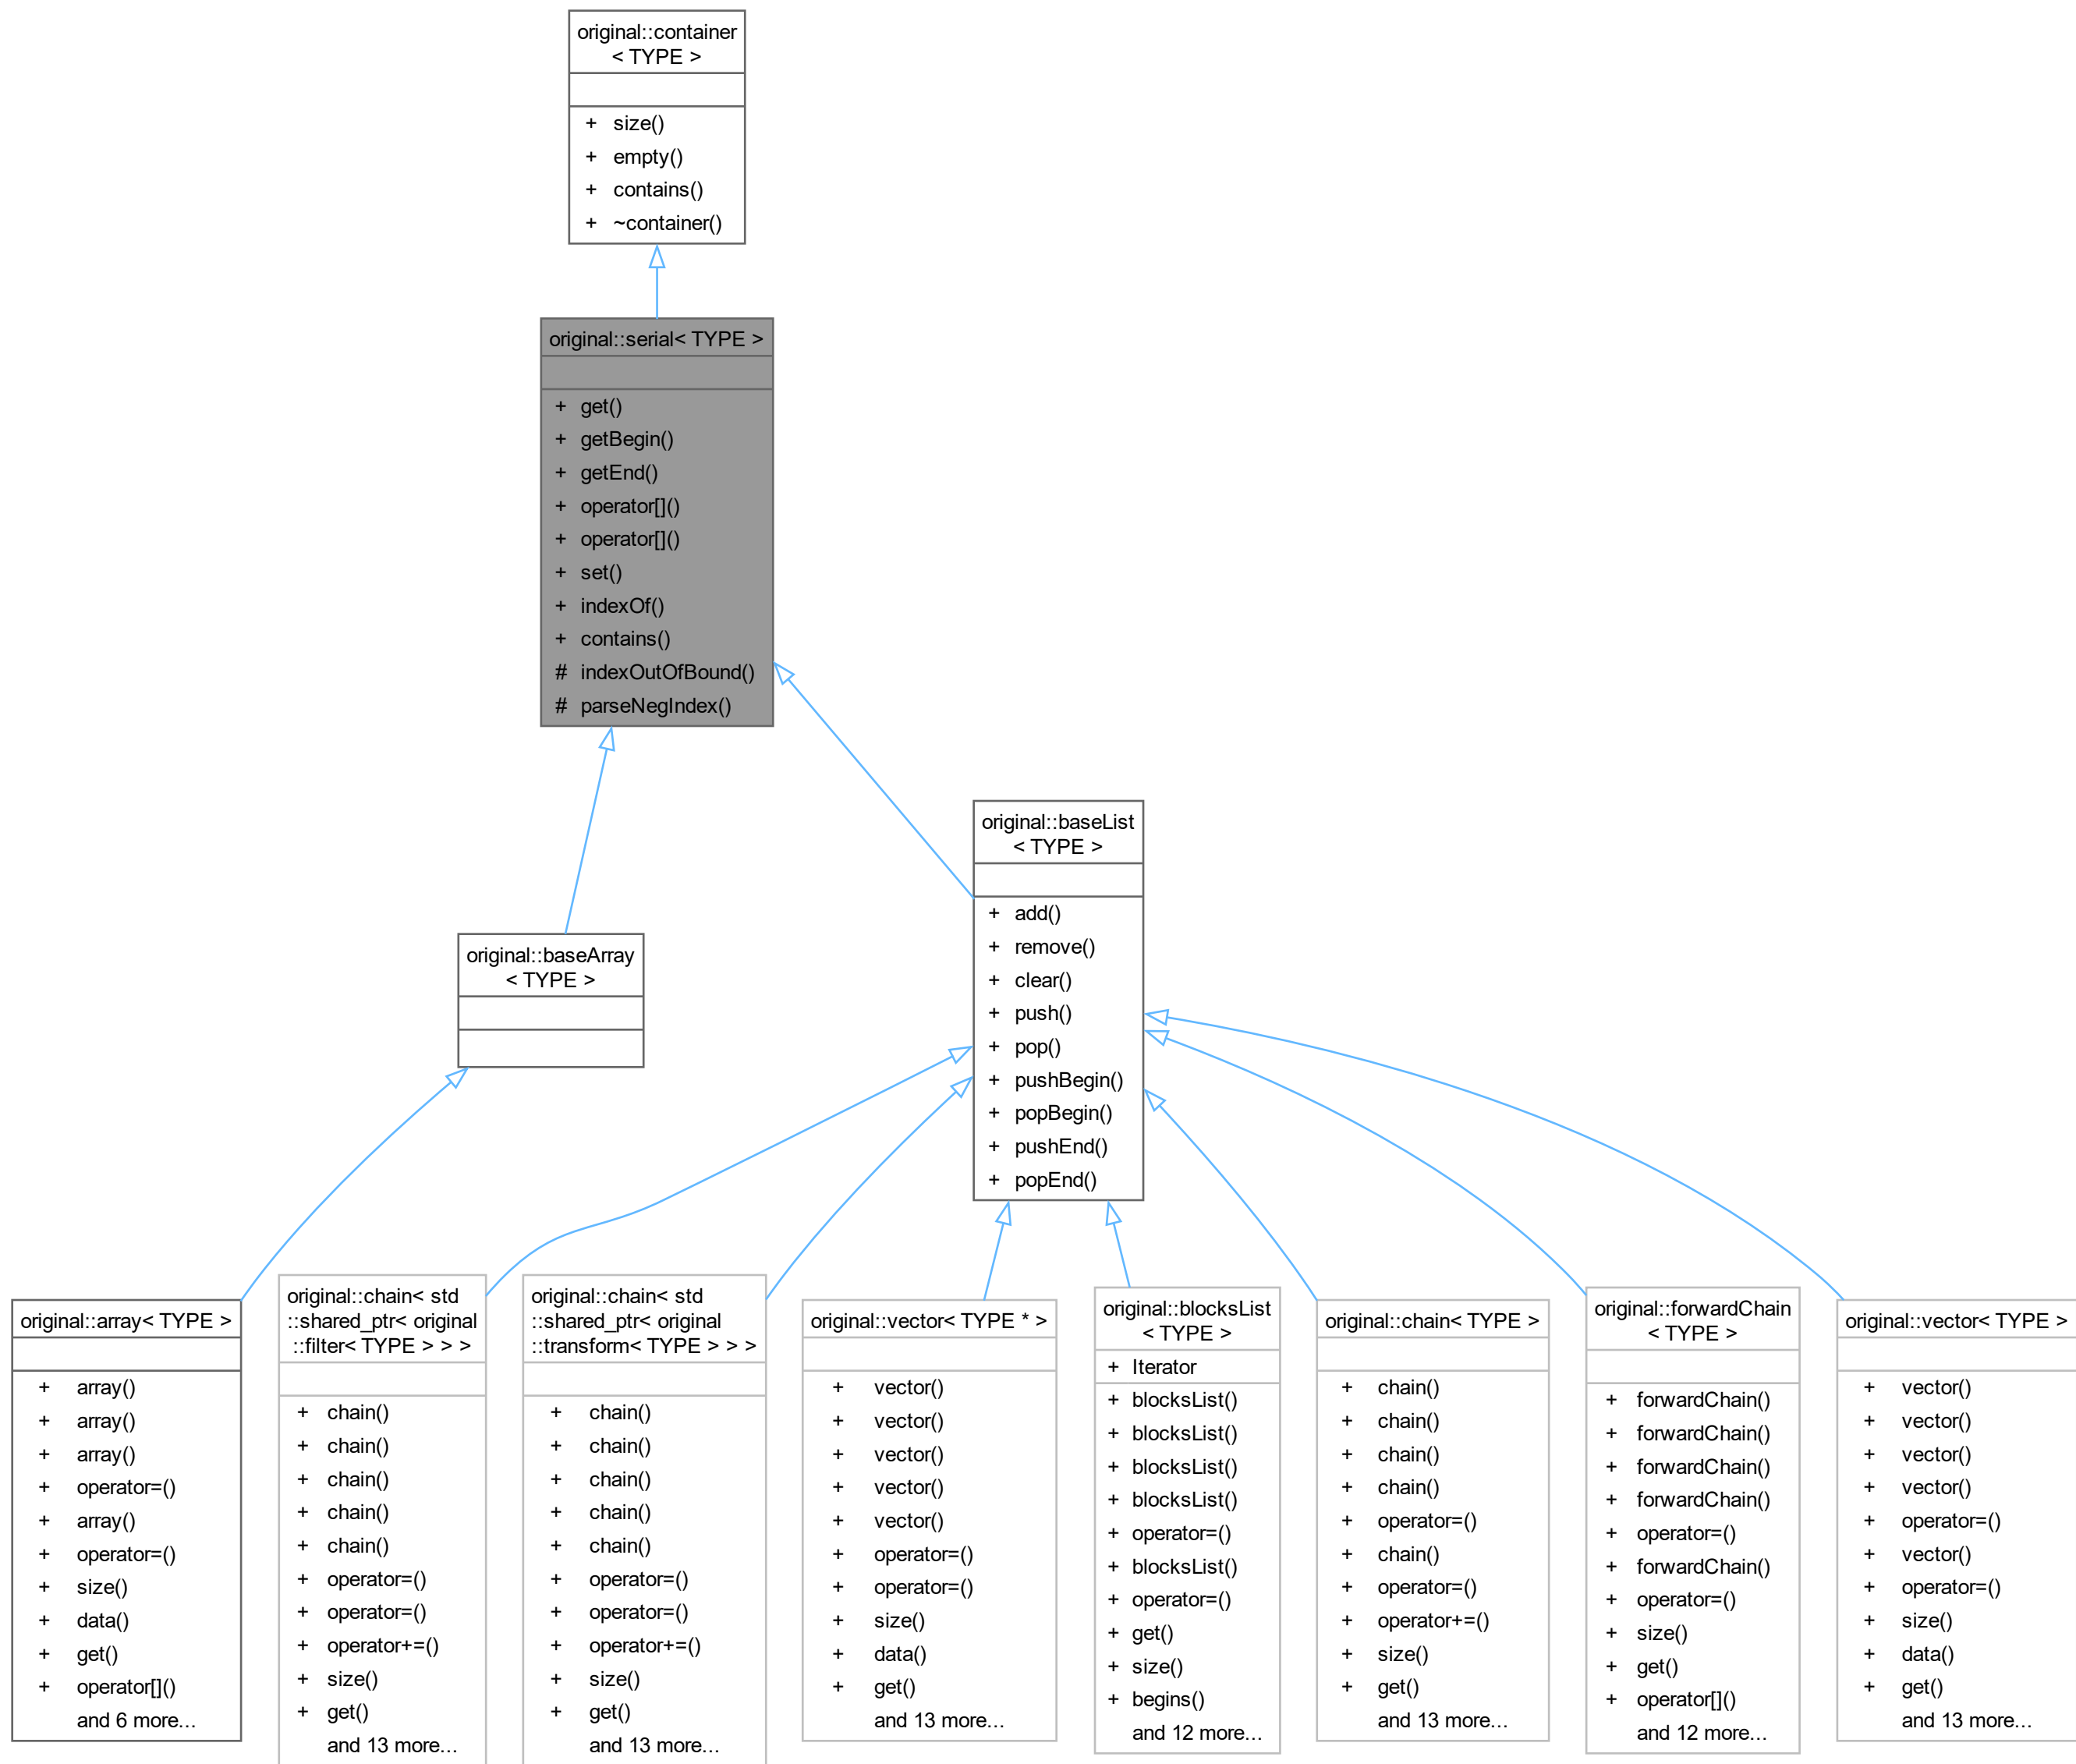 original::container
< TYPE >
+ size()
+ empty()
+ contains()
+ ~container()
original::serial< TYPE >
+ get()
+ getBegin()
+ getEnd()
+ operator[]()
+ operator[]()
+ set()
+ indexOf()
+ contains()
# indexOutOfBound()
# parseNegIndex()
original::baseList
< TYPE >
+ add()
+ remove()
+ clear()
+ push()
+ pop()
+ pushBegin()
+ popBegin()
+ pushEnd()
+ popEnd()
original::baseArray
< TYPE >
original::array< TYPE >
+ array()
+ array()
+ array()
+ operator=()
+ array()
+ operator=()
+ size()
+ data()
+ get()
+ operator[]()
and 6 more...
original::chain< std
::shared_ptr< original
::filter< TYPE > > >
+ chain()
+ chain()
+ chain()
+ chain()
+ chain()
+ operator=()
+ operator=()
+ operator+=()
+ size()
+ get()
and 13 more...
original::chain< std
::shared_ptr< original
::transform< TYPE > > >
+ chain()
+ chain()
+ chain()
+ chain()
+ chain()
+ operator=()
+ operator=()
+ operator+=()
+ size()
+ get()
and 13 more...
original::vector< TYPE * >
+ vector()
+ vector()
+ vector()
+ vector()
+ vector()
+ operator=()
+ operator=()
+ size()
+ data()
+ get()
and 13 more...
original::blocksList
< TYPE >
+ Iterator
+ blocksList()
+ blocksList()
+ blocksList()
+ blocksList()
+ operator=()
+ blocksList()
+ operator=()
+ get()
+ size()
+ begins()
and 12 more...
original::chain< TYPE >
+ chain()
+ chain()
+ chain()
+ chain()
+ operator=()
+ chain()
+ operator=()
+ operator+=()
+ size()
+ get()
and 13 more...
original::forwardChain
< TYPE >
+ forwardChain()
+ forwardChain()
+ forwardChain()
+ forwardChain()
+ operator=()
+ forwardChain()
+ operator=()
+ size()
+ get()
+ operator[]()
and 12 more...
original::vector< TYPE >
+ vector()
+ vector()
+ vector()
+ vector()
+ operator=()
+ vector()
+ operator=()
+ size()
+ data()
+ get()
and 13 more...